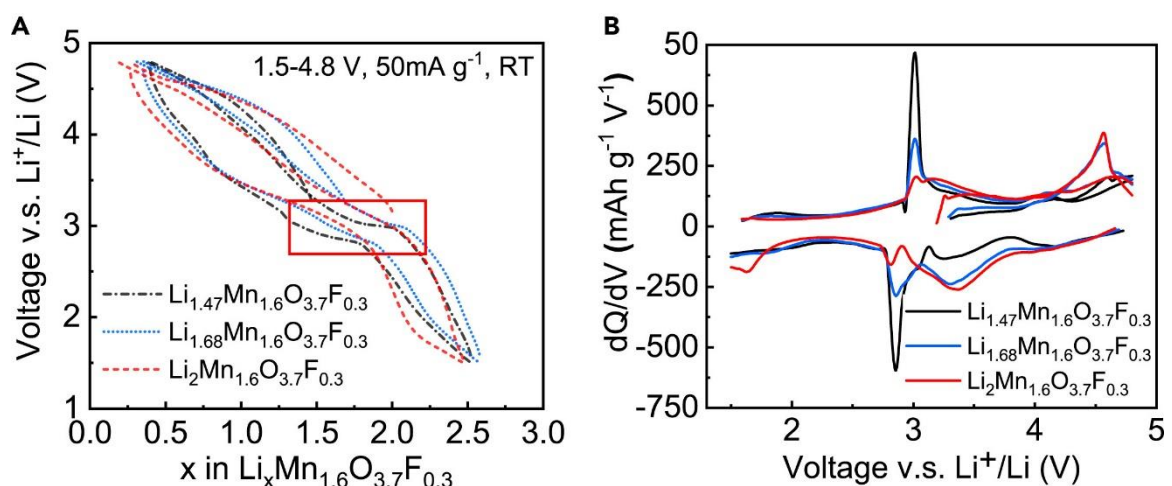 A
B
1.5-4.8 V, 50mA g⁻¹, RT
Voltage v.s. Li⁺/Li (V)
5
4
3
2
1
Li₁.₄₇Mn₁.₆O₃.₇F₀.₃
Li₁.₆₈Mn₁.₆O₃.₇F₀.₃
Li₂Mn₁.₆O₃.₇F₀.₃
0.0 0.5 1.0 1.5 2.0 2.5 3.0
x in LiₓMn₁.₆O₃.₇F₀.₃
dQ/dV (mAh g⁻¹ V⁻¹)
50
500
250
0
-250
-500
-750
Li₁.₄₇Mn₁.₆O₃.₇F₀.₃
Li₁.₆₈Mn₁.₆O₃.₇F₀.₃
Li₂Mn₁.₆O₃.₇F₀.₃
2 3 4 5
Voltage v.s. Li⁺/Li (V)